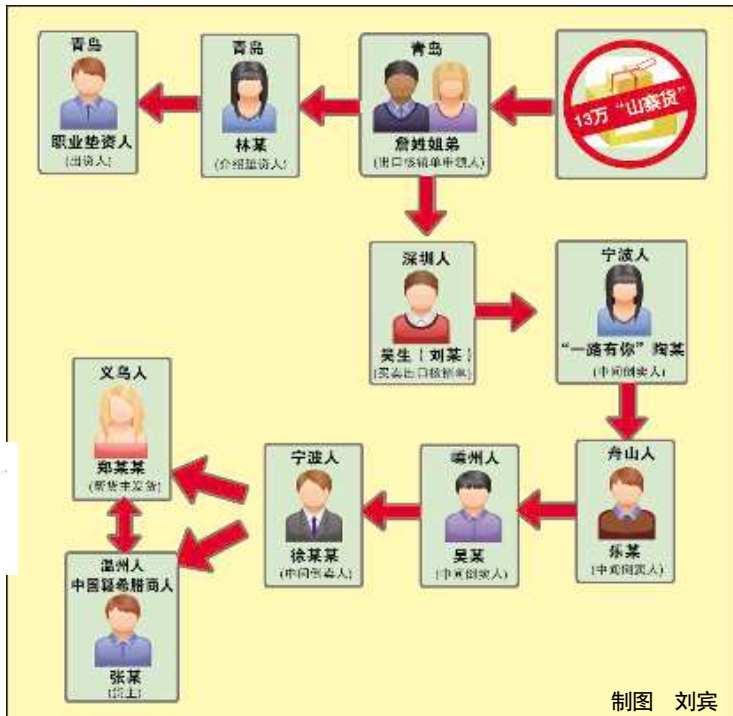 青岛
职业垫资人
(出资人)
青岛
林某
(介绍垫资人)
青岛
詹姓姐弟
(出口核销单申领人)
13万“山寨货”
深圳人
吴生(刘某)
(买卖出口核销单)
宁波人
“一路有你”陶某
(中间倒卖人)
义乌人
郑某某
(帮货主发货)
宁波人
徐某某
(中间倒卖人)
嵊州人
吴某
(中间倒卖人)
舟山人
乐某
(中间倒卖人)
温州人
中国籍希腊商人
张某
(货主)
制图 刘宾